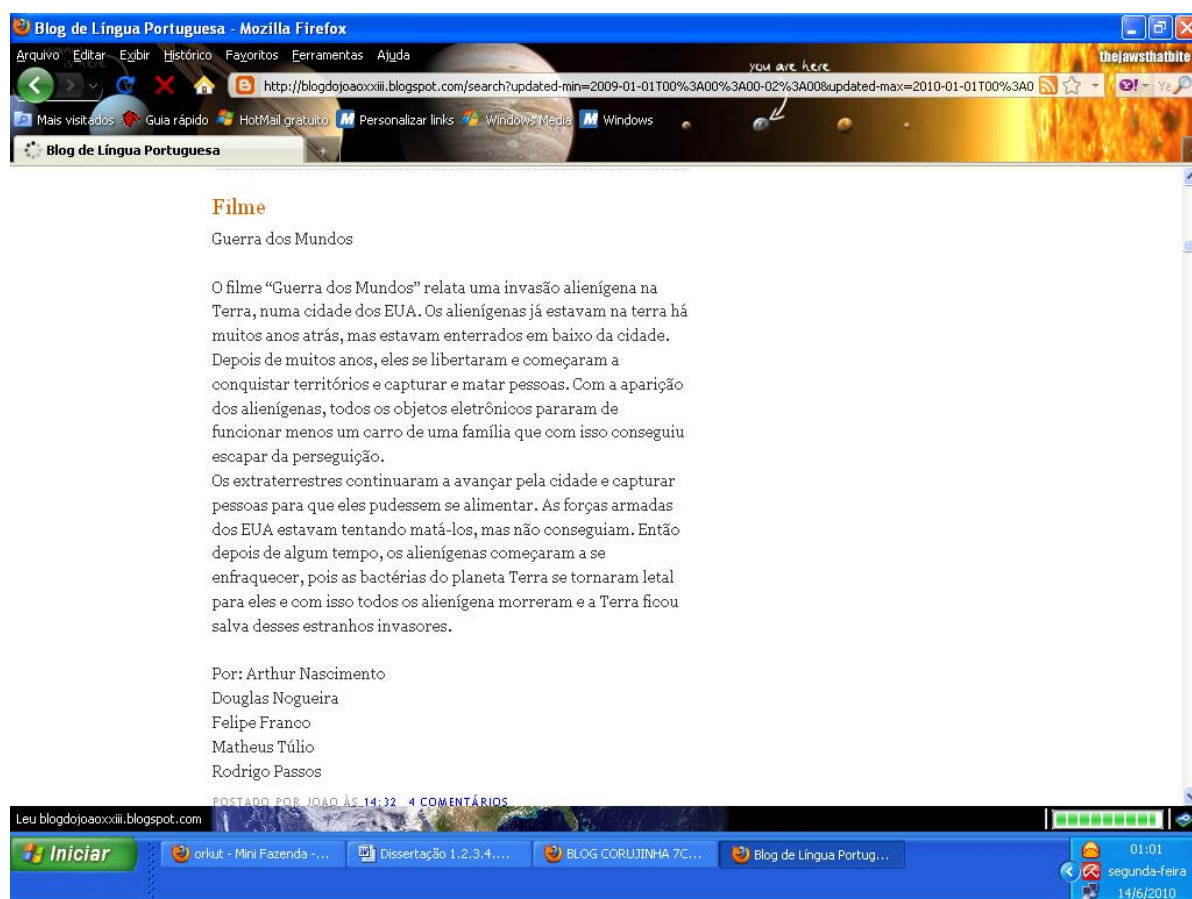 Blog de Língua Portuguesa - Mozilla Firefox
Arquivo Editar Exibir Histórico Favoritos Ferramentas Ajuda
you are here
thejawsthatbite
http://blogdojoaoxxiii.blogspot.com/search?updated-min=2009-01-01T00%3A00%3A00-02%3A00&updated-max=2010-01-01T00%3A0
Mais visitados Guia rápido HotMail gratuito Personalizar links Windows Media Windows
Blog de Língua Portuguesa
Filme
Guerra dos Mundos
O filme “Guerra dos Mundos” relata uma invasão alienígena na
Terra, numa cidade dos EUA. Os alienígenas já estavam na terra há
muitos anos atrás, mas estavam enterrados em baixo da cidade.
Depois de muitos anos, eles se libertaram e começaram a
conquistar territórios e capturar e matar pessoas. Com a aparição
dos alienígenas, todos os objetos eletrônicos pararam de
funcionar menos um carro de uma família que com isso conseguiu
escapar da perseguição.
Os extraterrestres continuaram a avançar pela cidade e capturar
pessoas para que eles pudessem se alimentar. As forças armadas
dos EUA estavam tentando matá-los, mas não conseguiam. Então
depois de algum tempo, os alienígenas começaram a se
enfraquecer, pois as bactérias do planeta Terra se tornaram letal
para eles e com isso todos os alienígena morreram e a Terra ficou
salva desses estranhos invasores.
Por: Arthur Nascimento
Douglas Nogueira
Felipe Franco
Matheus Túlio
Rodrigo Passos
POSTADO POR JOAO ÀS 14:32 4 COMENTÁRIOS
Leu blogdojoaoxxiii.blogspot.com
Iniciar orkut - Mini Fazenda -... Dissertação 1.2.3.4.... BLOG CORUJINHA 7C... Blog de Língua Portug...
01:01
segunda-feira
14/6/2010